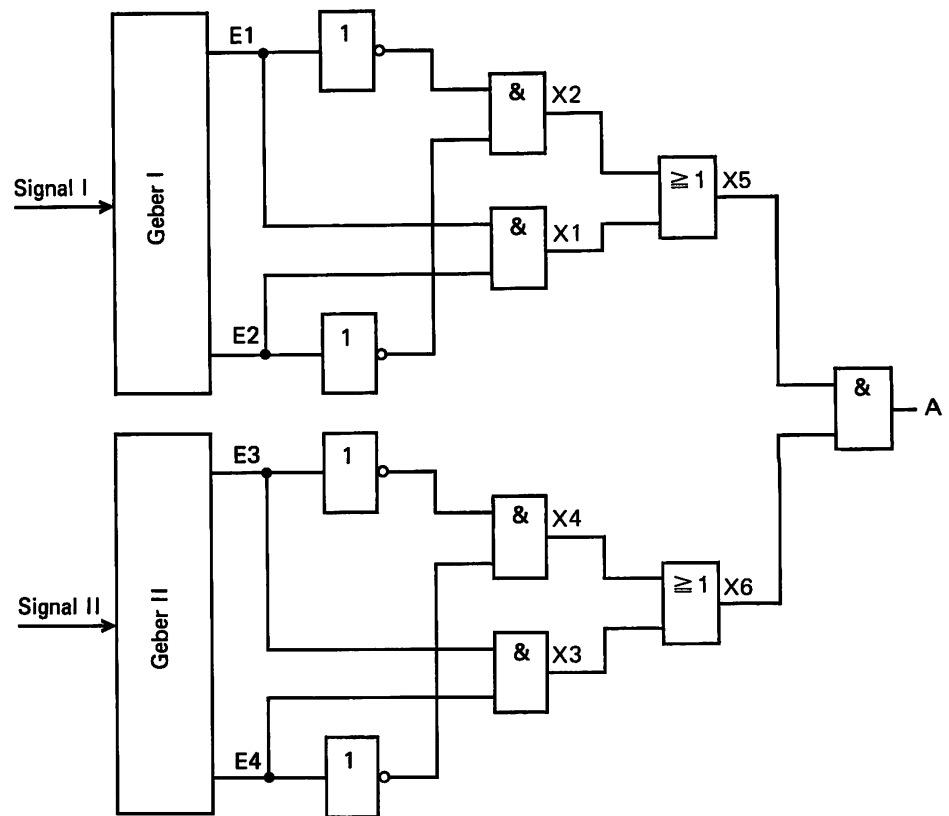 E1
1
&
X2
Signal I
Geber I
≧ 1
X5
&
X1
E2
1
&
A
E3
1
&
X4
Signal II
Geber II
≧ 1
X6
&
X3
E4
1